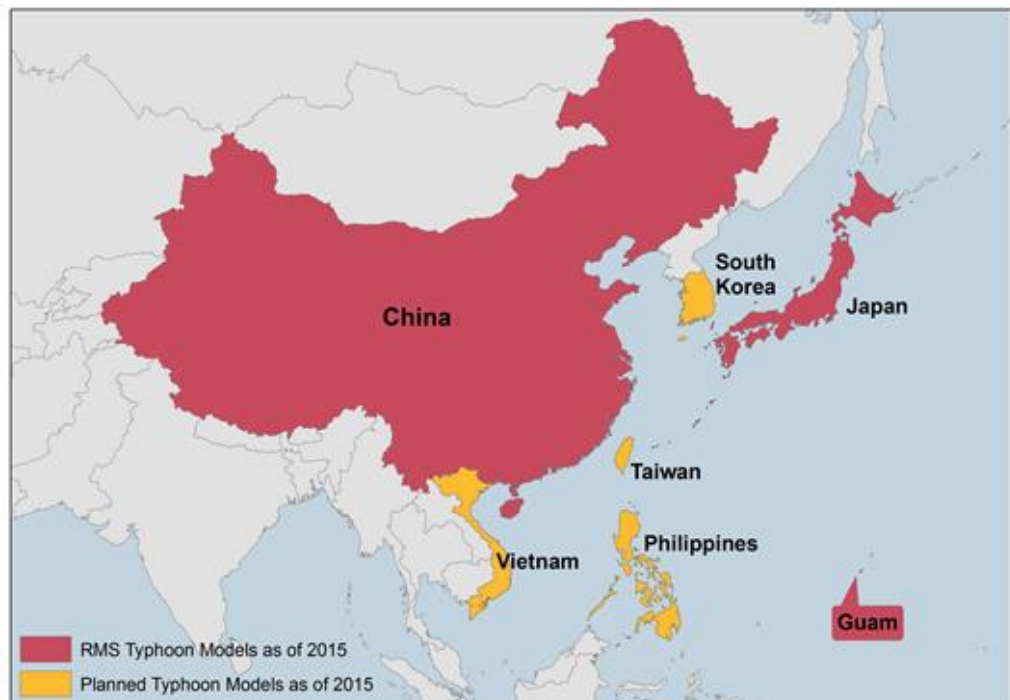 South
Korea
Japan
China
Taiwan
Philippines
Vietnam
Guam
RMS Typhoon Models as of 2015
Planned Typhoon Models as of 2015